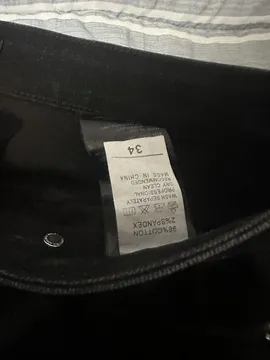 34
98%COTTON
2%SPANDEX
WASH SEPARATELY
PROFESSIONAL
DRY CLEAN
RECOMMENDED
MADE IN CHINA